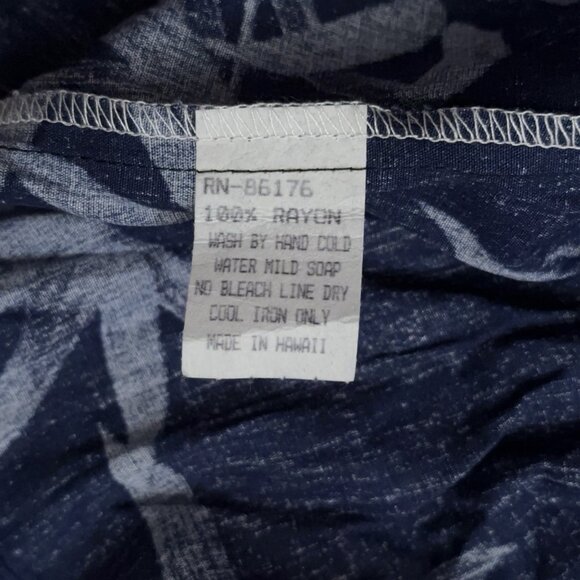 RN-86176
100% RAYON
WASH BY HAND COLD
WATER MILD SOAP
NO BLEACH LINE DRY
COOL IRON ONLY
MADE IN HAWAII